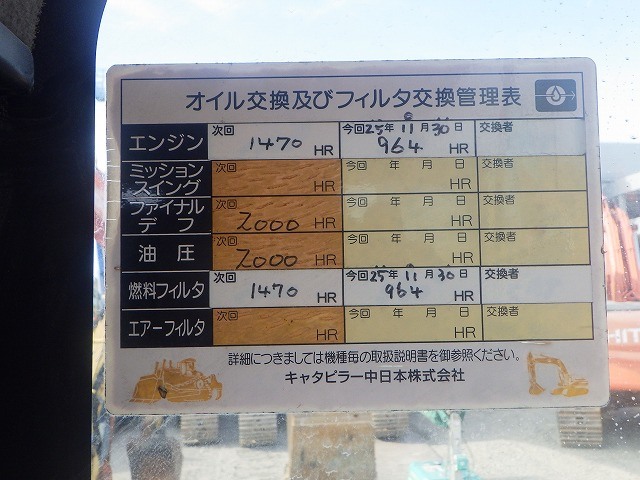 オイル交換及びフィルタ交換管理表
エンジン 次回 1470 HR 今回 25年 11月 30日 964 HR 交換者
ミッション スイング 次回 HR 今回 年 月 日 HR 交換者
ファイナル デフ 次回 2000 HR 今回 年 月 日 HR 交換者
油圧 次回 2000 HR 今回 年 月 日 HR 交換者
燃料フィルタ 次回 1470 HR 今回 25年 11月 30日 964 HR 交換者
エアーフィルタ 次回 HR 今回 年 月 日 HR 交換者
詳細につきましては機種毎の取扱説明書を御参照ください。
キャタピラー中日本株式会社